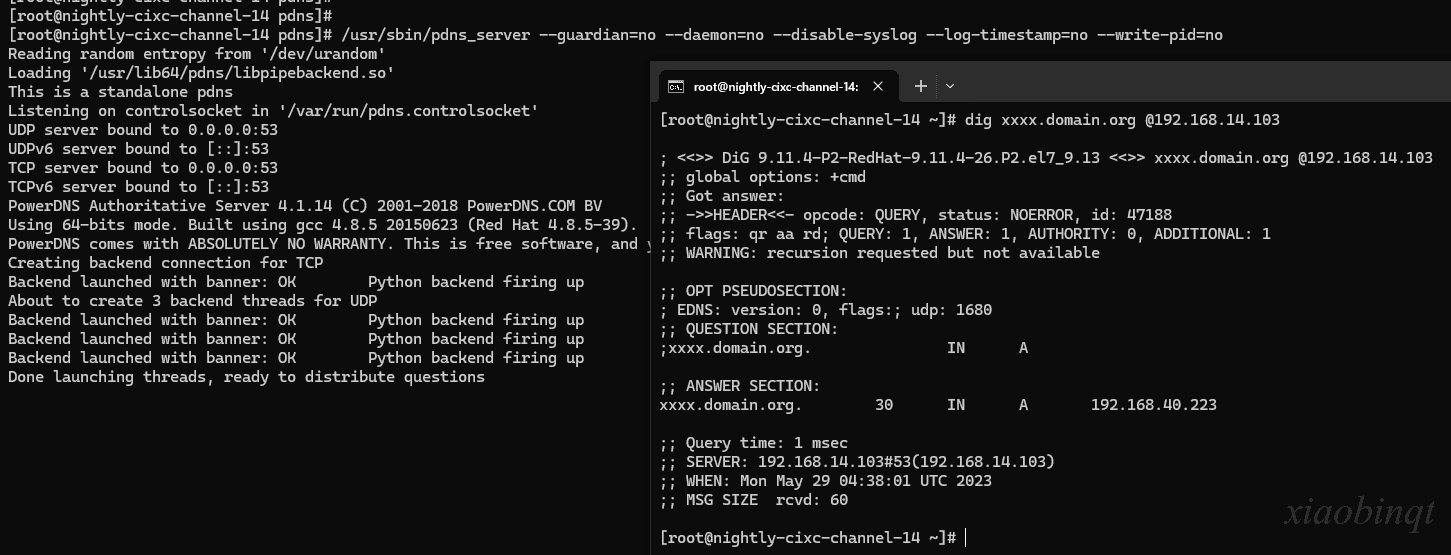 [root@nightly-cixc-channel-14 pdns]#
[root@nightly-cixc-channel-14 pdns]# /usr/sbin/pdns_server --guardian=no --daemon=no --disable-syslog --log-timestamp=no --write-pid=no
Reading random entropy from '/dev/urandom'
Loading '/usr/lib64/pdns/libpipebackend.so'
This is a standalone pdns
Listening on controlsocket in '/var/run/pdns.controlsocket'
UDP server bound to 0.0.0.0:53
UDPv6 server bound to [::]:53
TCP server bound to 0.0.0.0:53
TCPv6 server bound to [::]:53
PowerDNS Authoritative Server 4.1.14 (C) 2001-2018 PowerDNS.COM BV
Using 64-bits mode. Built using gcc 4.8.5 20150623 (Red Hat 4.8.5-39).
PowerDNS comes with ABSOLUTELY NO WARRANTY. This is free software, and
Creating backend connection for TCP
Backend launched with banner: OK        Python backend firing up
About to create 3 backend threads for UDP
Backend launched with banner: OK        Python backend firing up
Backend launched with banner: OK        Python backend firing up
Backend launched with banner: OK        Python backend firing up
Done launching threads, ready to distribute questions
root@nightly-cixc-channel-14:
[root@nightly-cixc-channel-14 ~]# dig xxxx.domain.org @192.168.14.103
; <<>> DiG 9.11.4-P2-RedHat-9.11.4-26.P2.el7_9.13 <<>> xxxx.domain.org @192.168.14.103
;; global options: +cmd
;; Got answer:
;; ->>HEADER<<- opcode: QUERY, status: NOERROR, id: 47188
;; flags: qr aa rd; QUERY: 1, ANSWER: 1, AUTHORITY: 0, ADDITIONAL: 1
;; WARNING: recursion requested but not available
;; OPT PSEUDOSECTION:
; EDNS: version: 0, flags:; udp: 1680
;; QUESTION SECTION:
;xxxx.domain.org.               IN      A
;; ANSWER SECTION:
xxxx.domain.org.        30      IN      A       192.168.40.223
;; Query time: 1 msec
;; SERVER: 192.168.14.103#53(192.168.14.103)
;; WHEN: Mon May 29 04:38:01 UTC 2023
;; MSG SIZE  rcvd: 60
[root@nightly-cixc-channel-14 ~]#
xiaobinqt